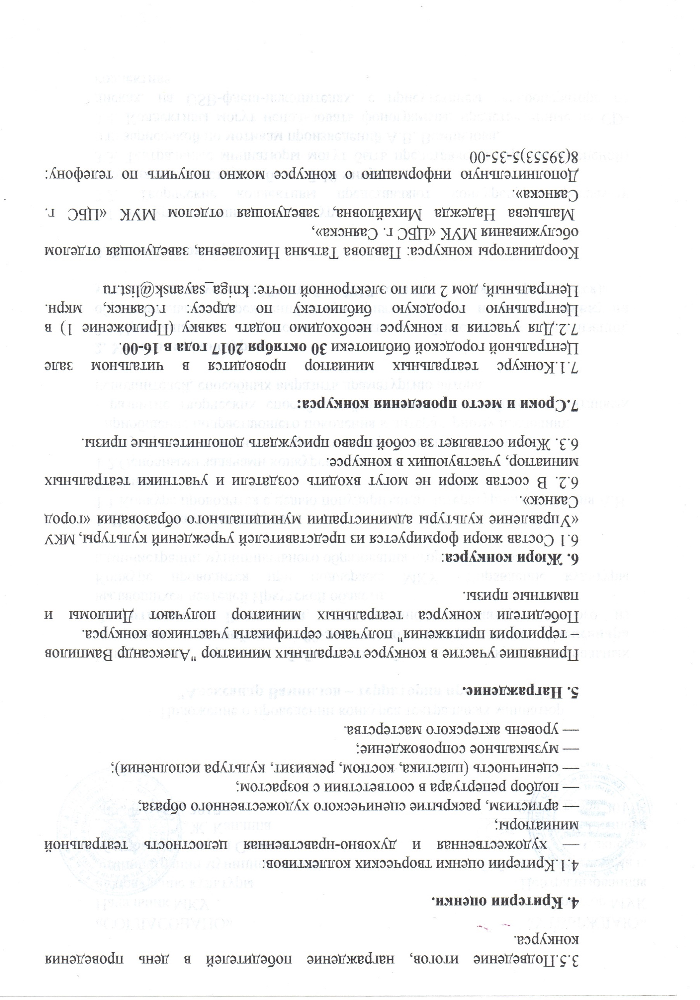 3.5.Подведение итогов, награждение победителей в день проведения
конкурса.
4. Критерии оценки.
4.1.Критерии оценки творческих коллективов:
— художественная и духовно-нравственная целостность театральной
миниатюры;
— артистизм, раскрытие сценического художественного образа;
— подбор репертуара в соответствии с возрастом;
— сценичность (пластика, костюм, реквизит, культура исполнения);
— музыкальное сопровождение;
— уровень актерского мастерства.
5. Награждение.
Принявшие участие в конкурсетеатральных миниатюр "Александр Вампилов
- территория притяжения" получают сертификаты участников конкурса.
Победители конкурса театральных миниатюр получают Дипломы и
памятные призы.
6. Жюри конкурса:
6.1 Состав жюри формируется из представителей учреждений культуры, МКУ
«Управление культуры администрации муниципального образования «город
Саянск».
6.2. В состав жюри не могут входить создатели и участники театральных
миниатюр, участвующих в конкурсе.
6.3. Жюри оставляет за собой право присуждать дополнительные призы.
7.Сроки и место проведения конкурса:
7.1.Конкурс театральных миниатюр проводится в читальном зале
Центральной городской библиотеки 30 октября 2017 года в 16-00.
7.2.Для участия в конкурсе необходимо подать заявку (Приложение 1) в
Центральную городскую библиотеку по адресу: г.Саянск, мкрн.
Центральный, дом 2 или по электронной почте: kniga_sayansk@list.ru
Координаторы конкурса: Павлова Татьяна Николаевна, заведующая отделом
обслуживания МУК «ЦБС г. Саянска»,
Мальцева Надежда Михайловна, заведующая отделом МУК «ЦБС г.
Саянска».
Дополнительную информацию о конкурсе можно получить по телефону:
8(39553)5-35-00